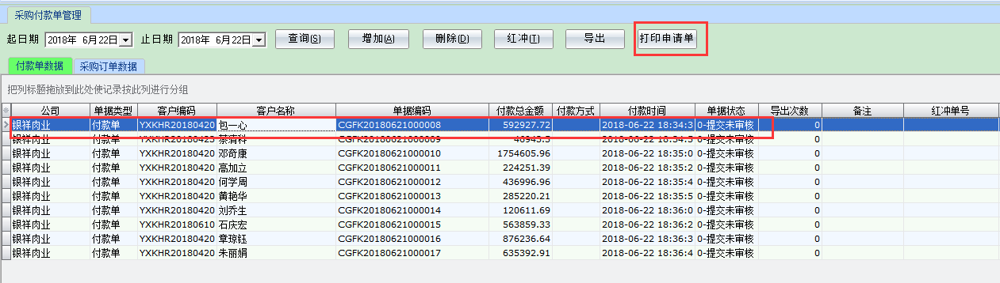 采购付款单管理
起日期 2018年 6月22日 止日期 2018年 6月22日 查询(S) 增加(A) 删除(D) 红冲(T) 导出 打印申请单
付款单数据 采购订单数据
把列标题拖放到此处使记录按此列进行分组
公司 单据类型 客户编码 客户名称 单据编码 付款总金额 付款方式 付款时间 单据状态 导出次数 备注 红冲单号
银祥肉业 付款单 YXKHR20180420 包一心 CGFK20180621000008 592927.72 2018-06-22 18:34:3 0-提交未审核 0
银祥肉业 付款单 YXKHR20180423 蔡清科 CGFK20180621000009 46943.5 2018-06-22 18:34:5 0-提交未审核 0
银祥肉业 付款单 YXKHR20180420 邓奇康 CGFK20180621000010 1754605.96 2018-06-22 18:35:0 0-提交未审核 0
银祥肉业 付款单 YXKHR20180420 高加立 CGFK20180621000011 224251.39 2018-06-22 18:35:2 0-提交未审核 0
银祥肉业 付款单 YXKHR20180420 何学周 CGFK20180621000012 436996.96 2018-06-22 18:35:4 0-提交未审核 0
银祥肉业 付款单 YXKHR20180420 黄艳华 CGFK20180621000013 285220.21 2018-06-22 18:35:5 0-提交未审核 0
银祥肉业 付款单 YXKHR20180420 刘乔生 CGFK20180621000014 120611.69 2018-06-22 18:36:0 0-提交未审核 0
银祥肉业 付款单 YXKHR20180610 石庆宏 CGFK20180621000015 563859.33 2018-06-22 18:36:2 0-提交未审核 0
银祥肉业 付款单 YXKHR20180420 章琼钰 CGFK20180621000016 876236.64 2018-06-22 18:36:3 0-提交未审核 0
银祥肉业 付款单 YXKHR20180420 朱丽娟 CGFK20180621000017 635392.91 2018-06-22 18:36:4 0-提交未审核 0